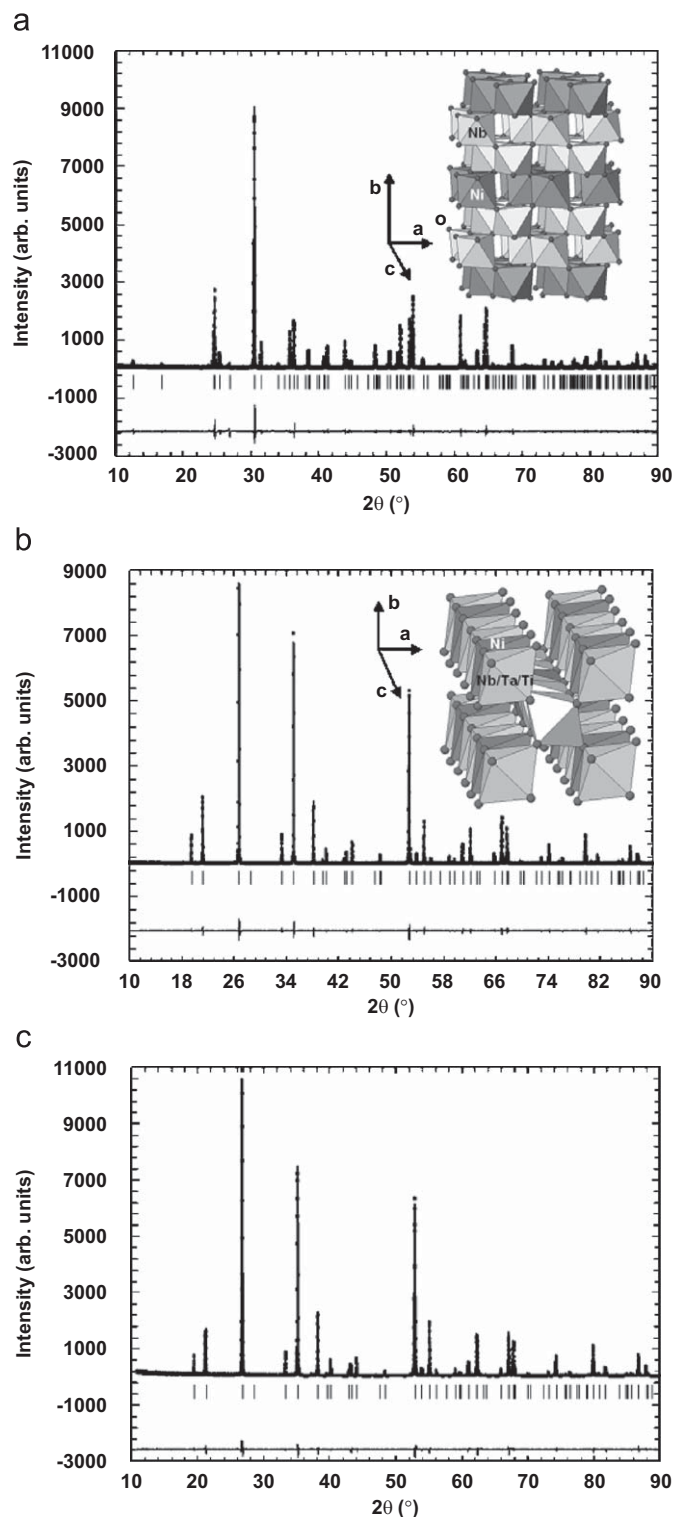 a
11000
9000
7000
5000
3000
1000
-1000
-3000
Intensity (arb. units)
10 20 30 40 50 60 70 80 90
2θ (°)
b
a
c
O
Nb
Ni
b
9000
7000
5000
3000
1000
-1000
-3000
Intensity (arb. units)
10 18 26 34 42 50 58 66 74 82 90
2θ (°)
b
a
c
Ni
Nb/Ta/Ti
c
11000
9000
7000
5000
3000
1000
-1000
-3000
Intensity (arb. units)
10 20 30 40 50 60 70 80 90
2θ (°)